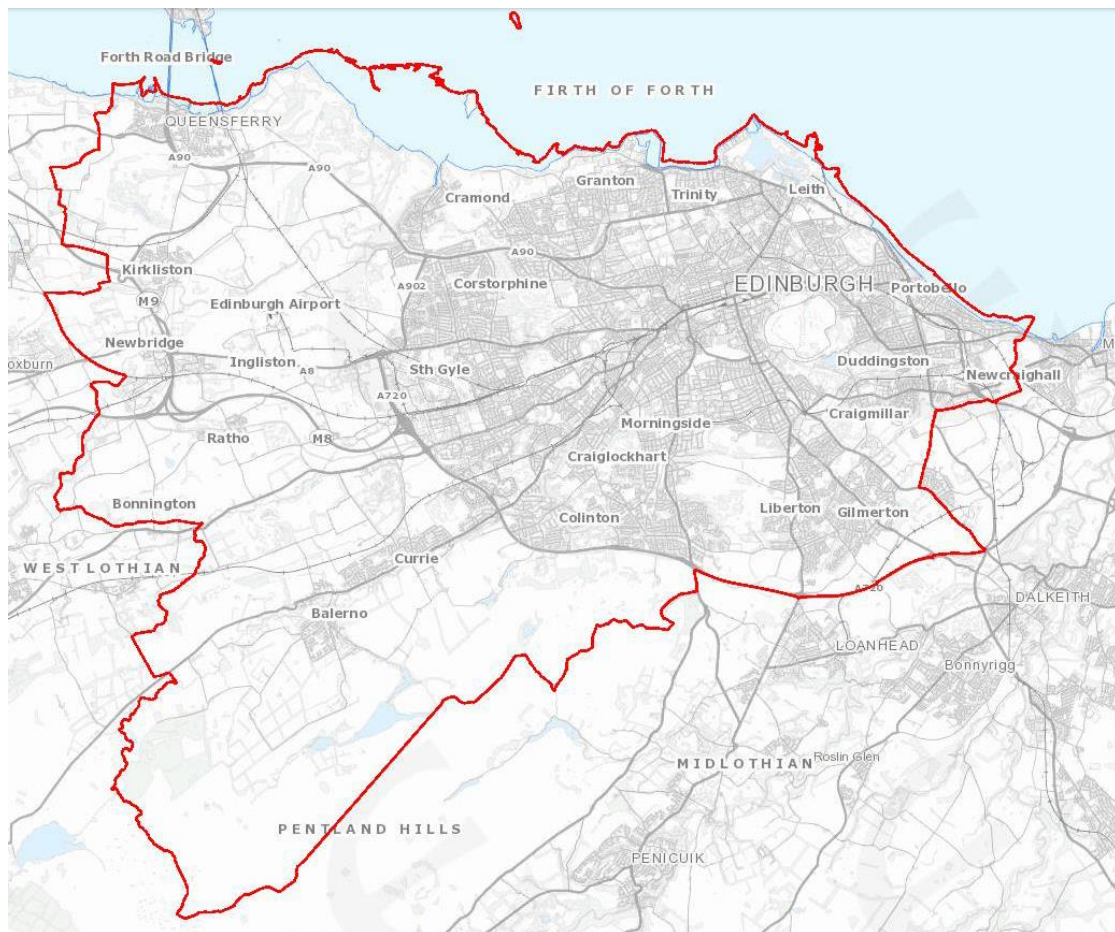 Forth Road Bridge
FIRTH OF FORTH
QUEENSFERRY
A90
A90
Cramond
Granton
Trinity
Leith
A90
Kirkliston
A902
Corstorphine
EDINBURGH
Portobello
M9
Edinburgh Airport
Newbridge
Ingliston
A8
Sth Gyle
Duddingston
Newcraighall
oxburn
M
A720
Craigmillar
Ratho
M8
Morningside
Craiglockhart
Bonnington
Colinton
Liberton
Gilmerton
WEST LOTHIAN
Currie
A720
Balerno
DALKEITH
LOANHEAD
Bonnyrigg
MIDLOTHIAN
Roslin Glen
PENTLAND HILLS
PENICUIK